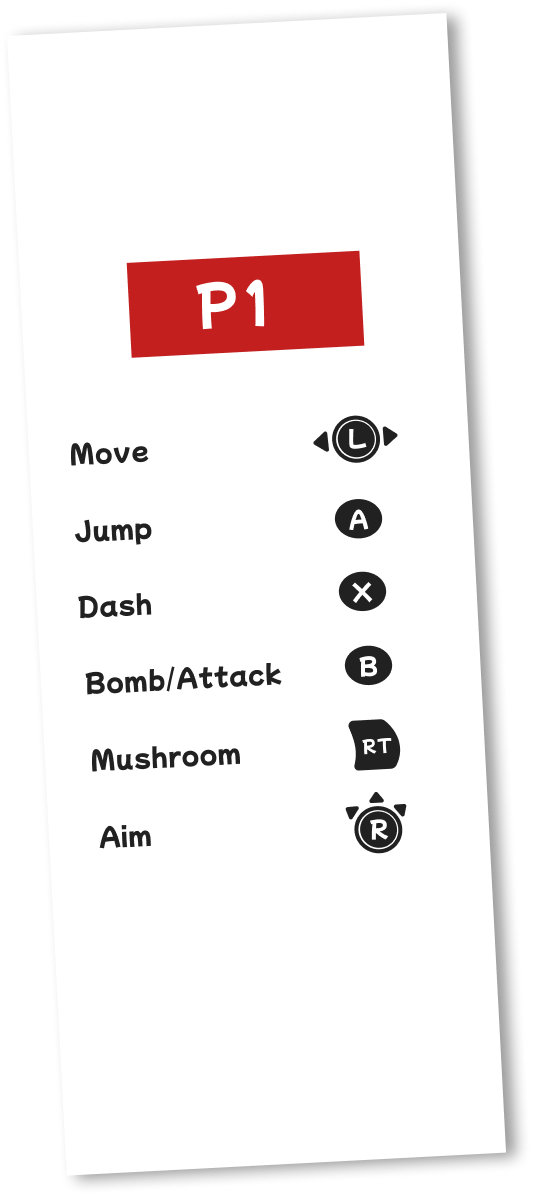 P1
Move L
Jump A
Dash X
Bomb/Attack B
Mushroom RT
Aim R